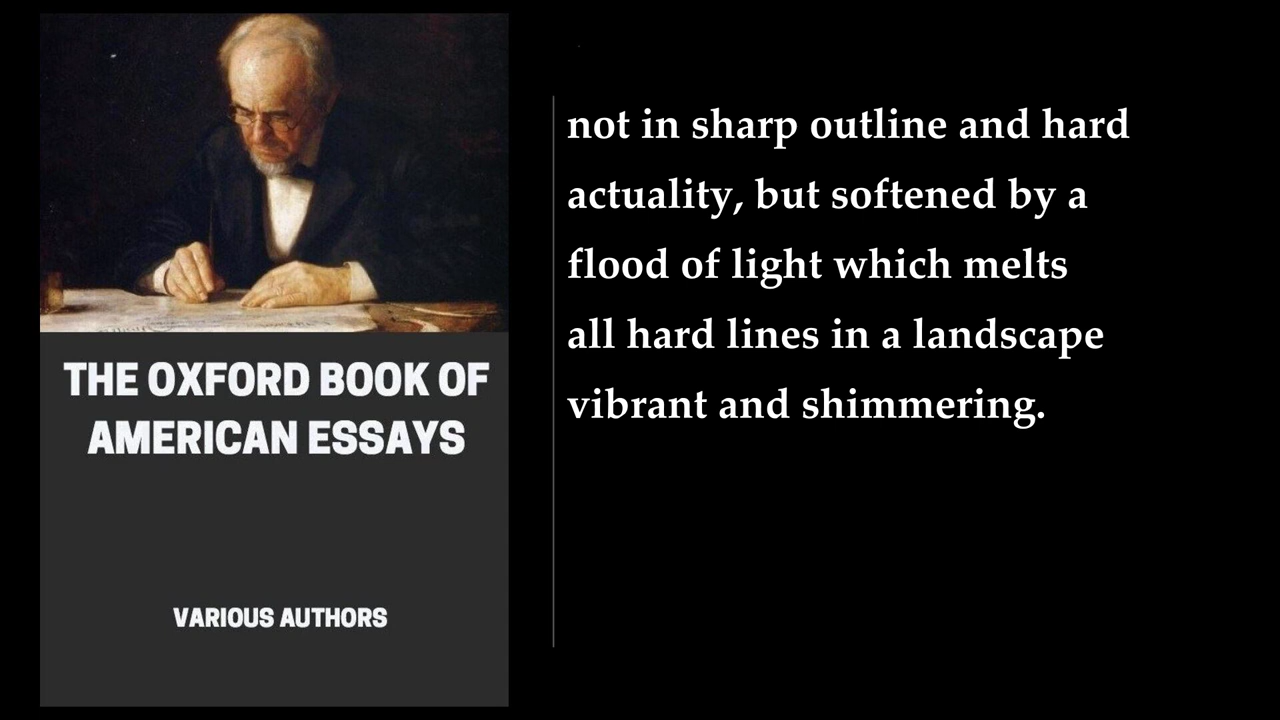 THE OXFORD BOOK OF
AMERICAN ESSAYS
VARIOUS AUTHORS
not in sharp outline and hard
actuality, but softened by a
flood of light which melts
all hard lines in a landscape
vibrant and shimmering.